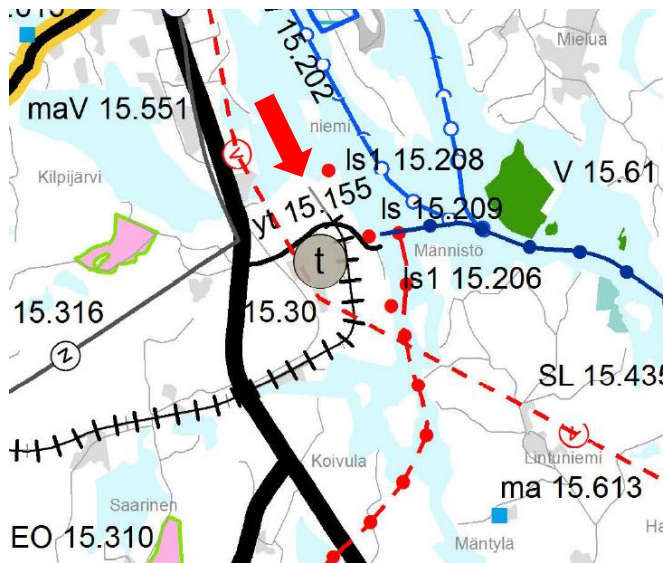 Mielua
15.202
maV 15.551
niemi
ls1 15.208
V 15.61
Kilpijärvi
yt 15.155
ls 15.209
Männistö
t
ls1 15.206
15.316
15.30
Z
SL 15.435
Lintuniemi
Koivula
ma 15.613
Saarinen
EO 15.310
Mäntylä
Ha